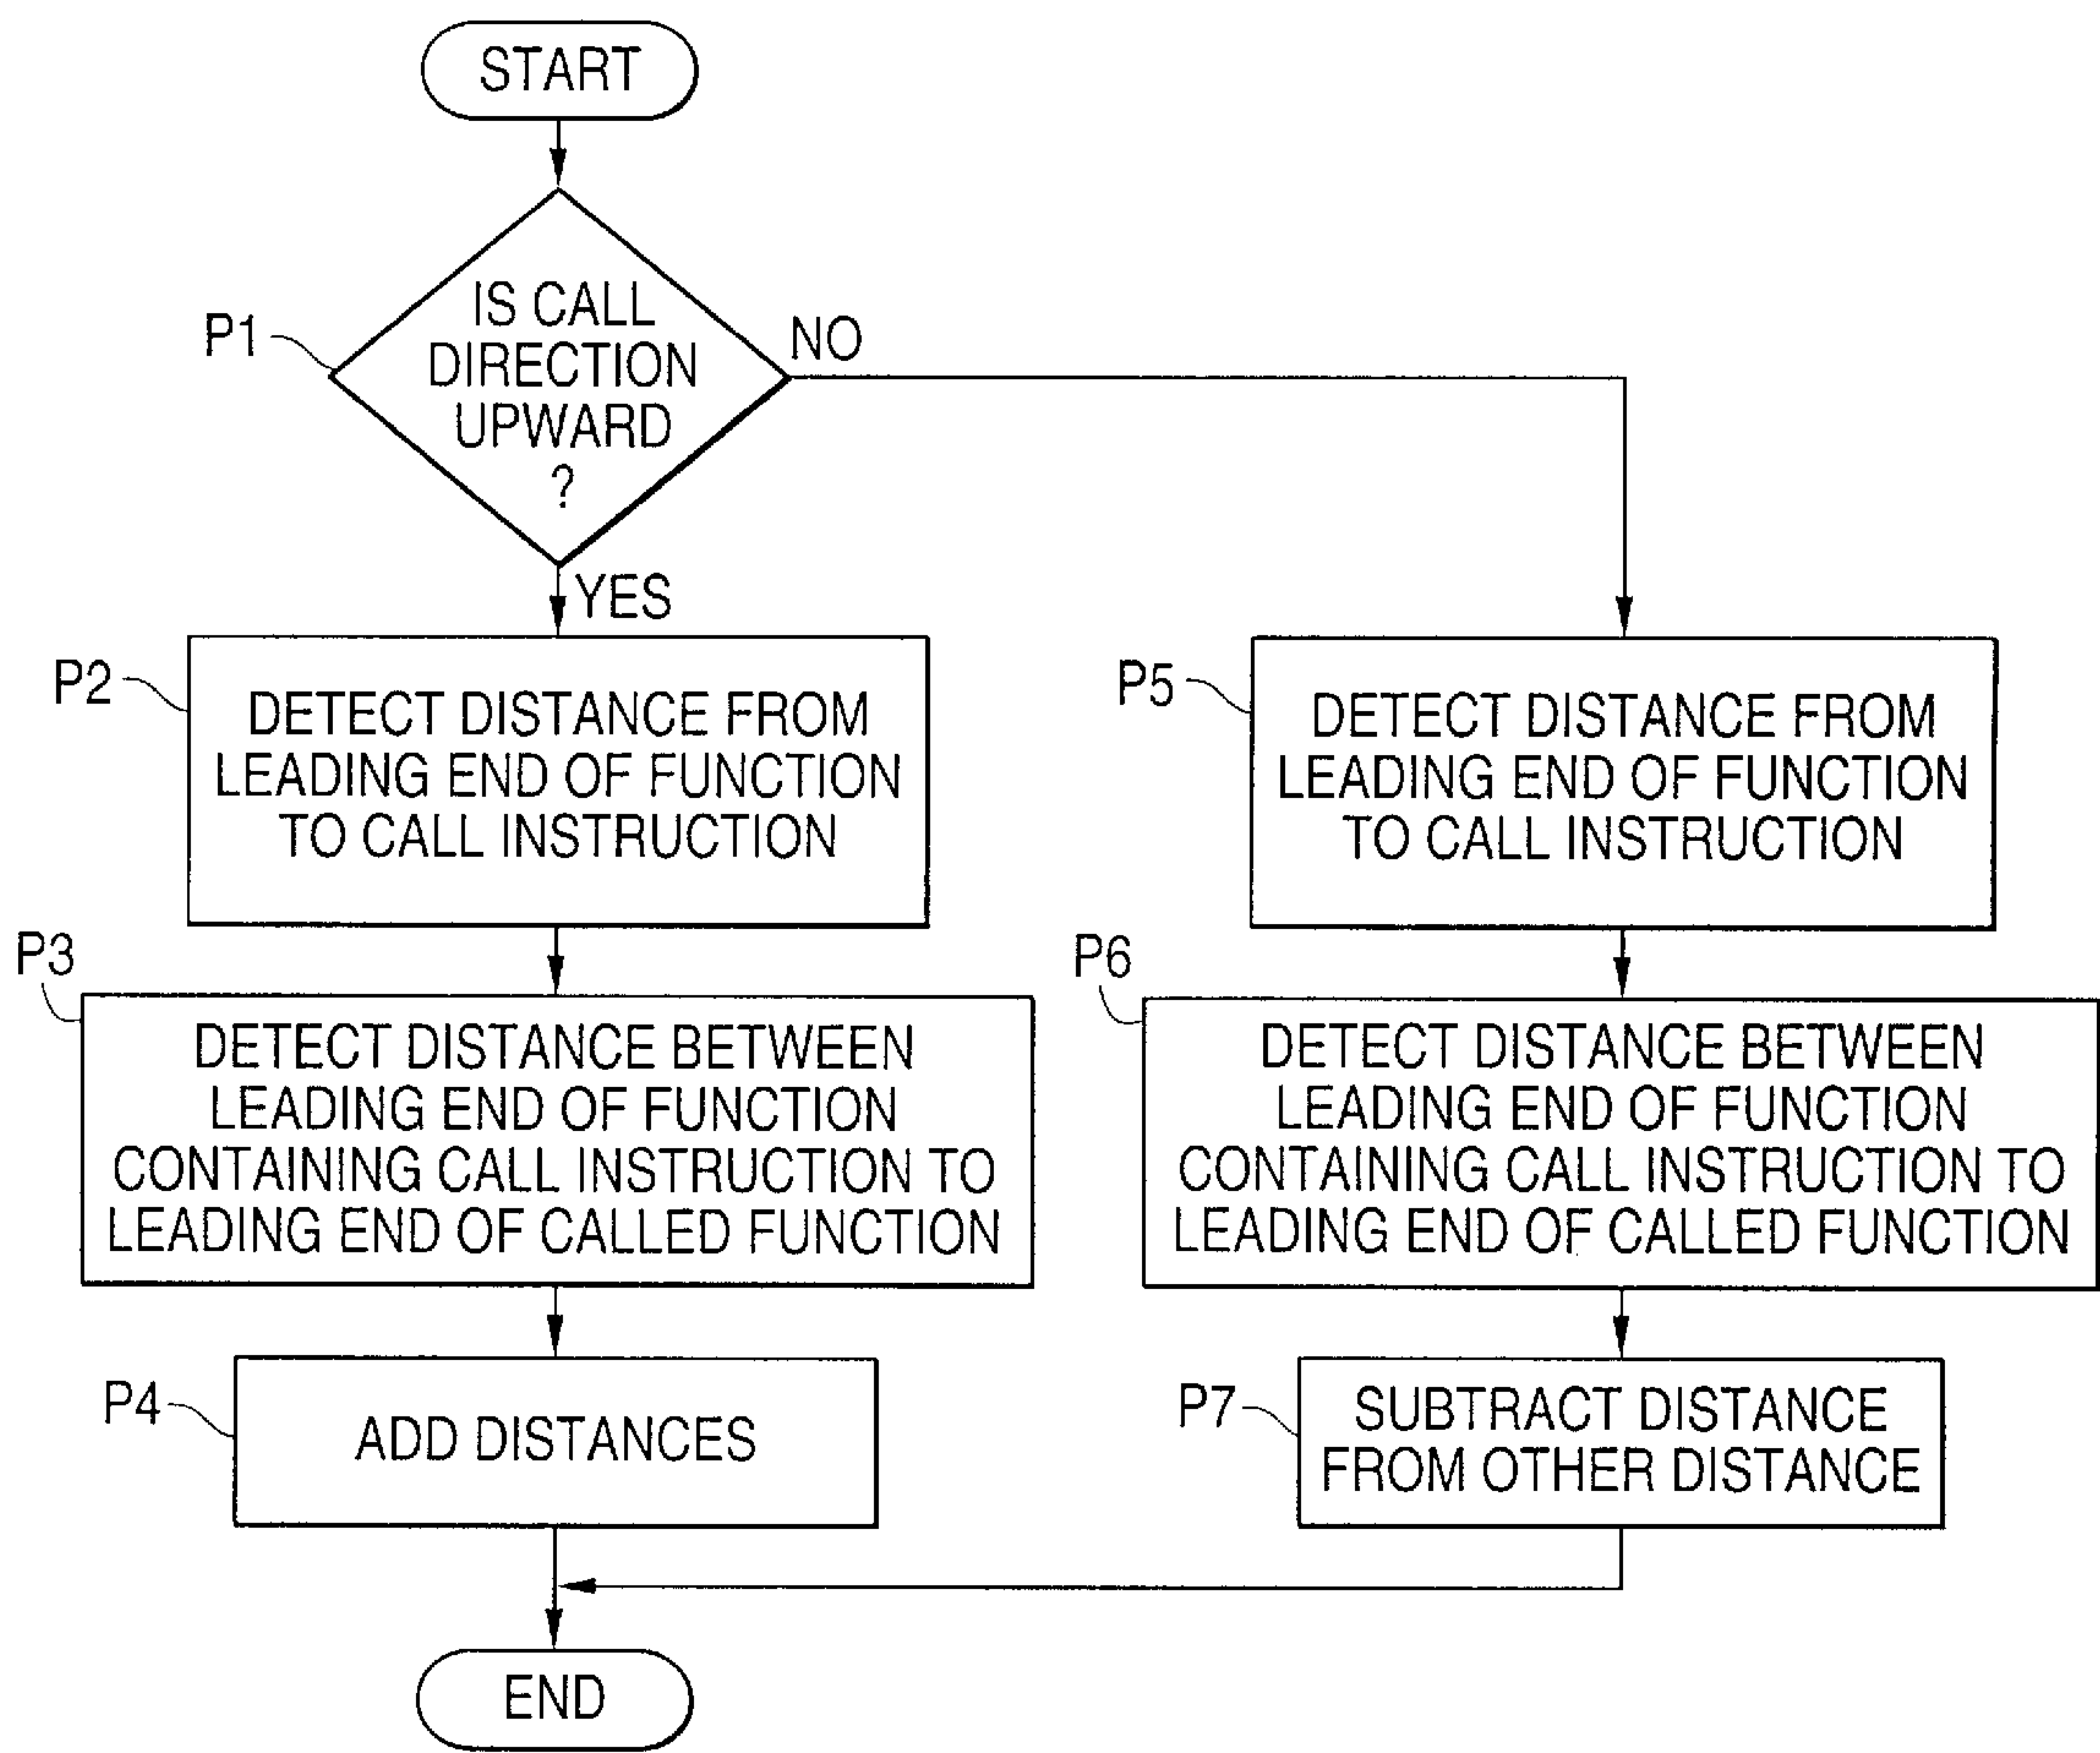 START
P1
IS CALL
DIRECTION
UPWARD
?
NO
YES
P2
DETECT DISTANCE FROM
LEADING END OF FUNCTION
TO CALL INSTRUCTION
P3
DETECT DISTANCE BETWEEN
LEADING END OF FUNCTION
CONTAINING CALL INSTRUCTION TO
LEADING END OF CALLED FUNCTION
P4
ADD DISTANCES
P5
DETECT DISTANCE FROM
LEADING END OF FUNCTION
TO CALL INSTRUCTION
P6
DETECT DISTANCE BETWEEN
LEADING END OF FUNCTION
CONTAINING CALL INSTRUCTION TO
LEADING END OF CALLED FUNCTION
P7
SUBTRACT DISTANCE
FROM OTHER DISTANCE
END